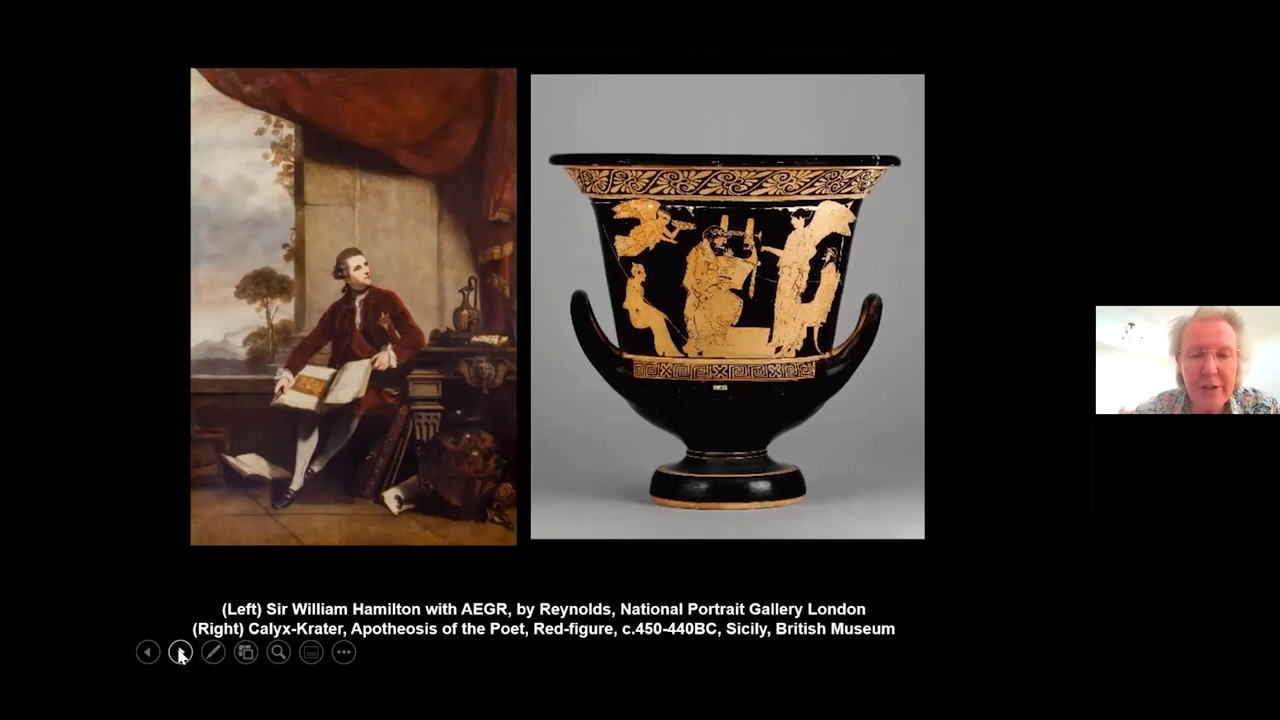 (Left) Sir William Hamilton with AEGR, by Reynolds, National Portrait Gallery London
(Right) Calyx-Krater, Apotheosis of the Poet, Red-figure, c.450-440BC, Sicily, British Museum